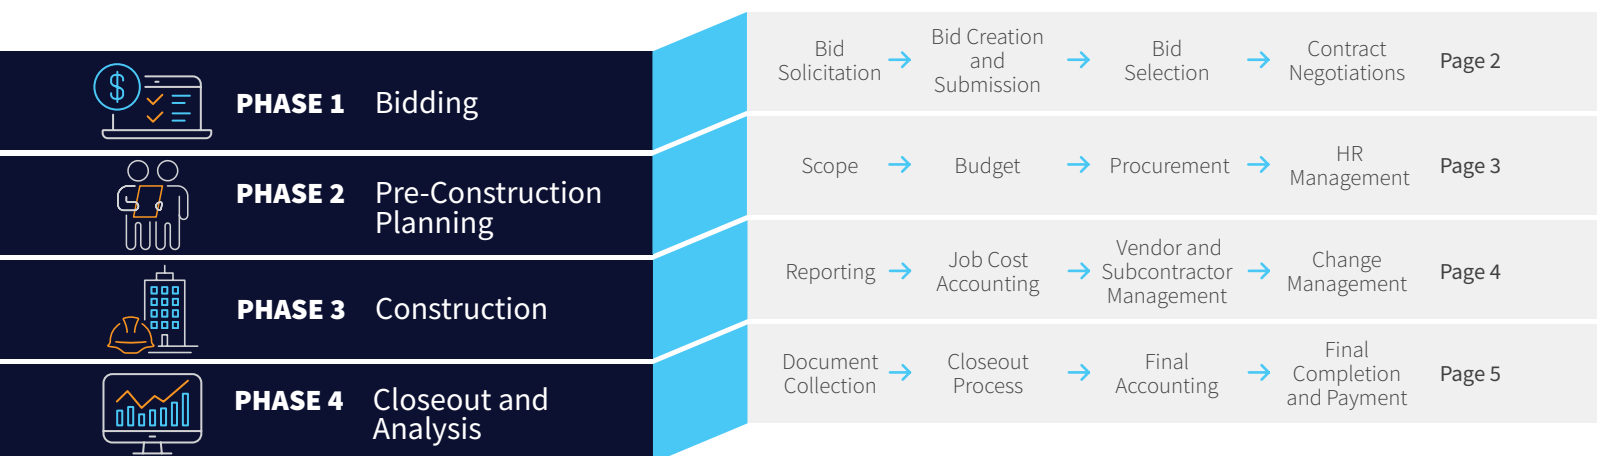 PHASE 1 Bidding
Bid
Solicitation
Bid Creation
and
Submission
Bid
Selection
Contract
Negotiations
Page 2
PHASE 2 Pre-Construction
Planning
Scope
Budget
Procurement
HR
Management
Page 3
PHASE 3 Construction
Reporting
Job Cost
Accounting
Vendor and
Subcontractor
Management
Change
Management
Page 4
PHASE 4 Closeout and
Analysis
Document
Collection
Closeout
Process
Final
Accounting
Final
Completion
and Payment
Page 5